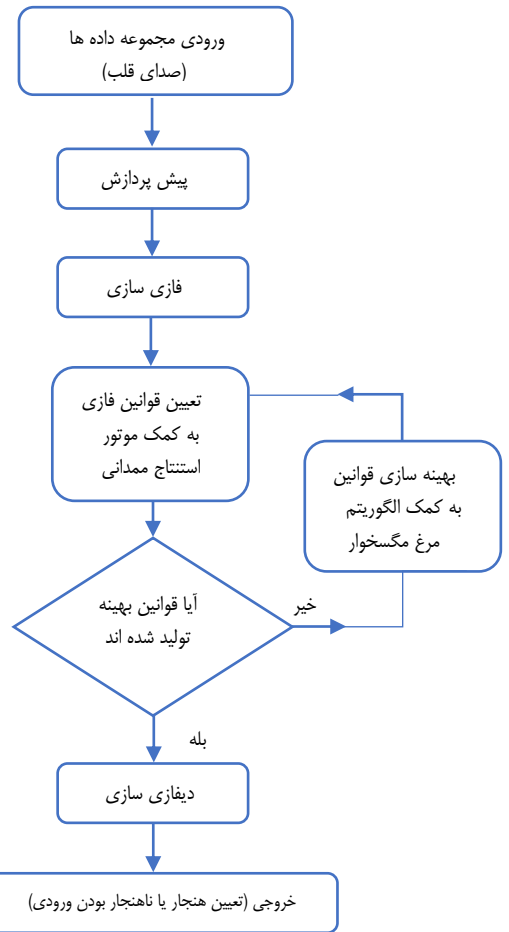 ورودی مجموعه داده ها
(صدای قلب)
پیش پردازش
فازی سازی
تعیین قوانین فازی
به کمک موتور
استنتاج ممدانی
بهینه سازی قوانین
به کمک الگوریتم
مرغ مگسخوار
آیا قوانین بهینه
تولید شده اند
خیر
بله
دیفازی سازی
خروجی (تعیین هنجار یا ناهنجار بودن ورودی)